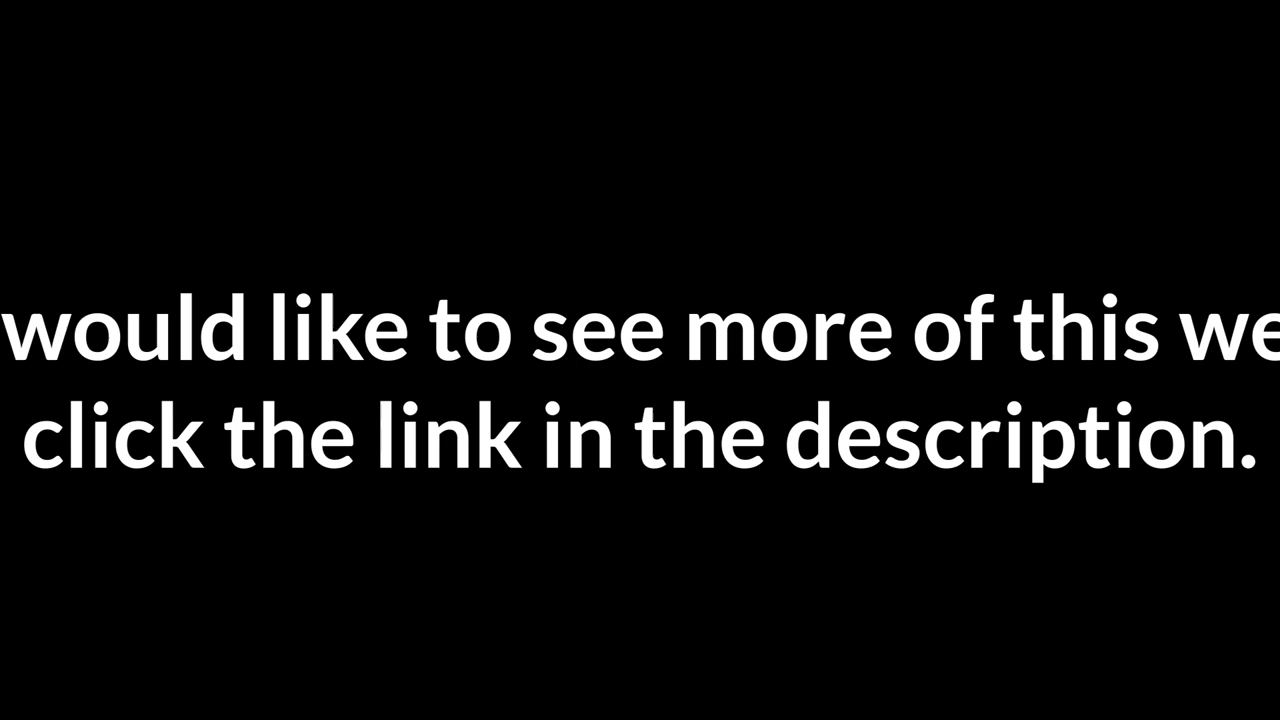 would like to see more of this we
click the link in the description.